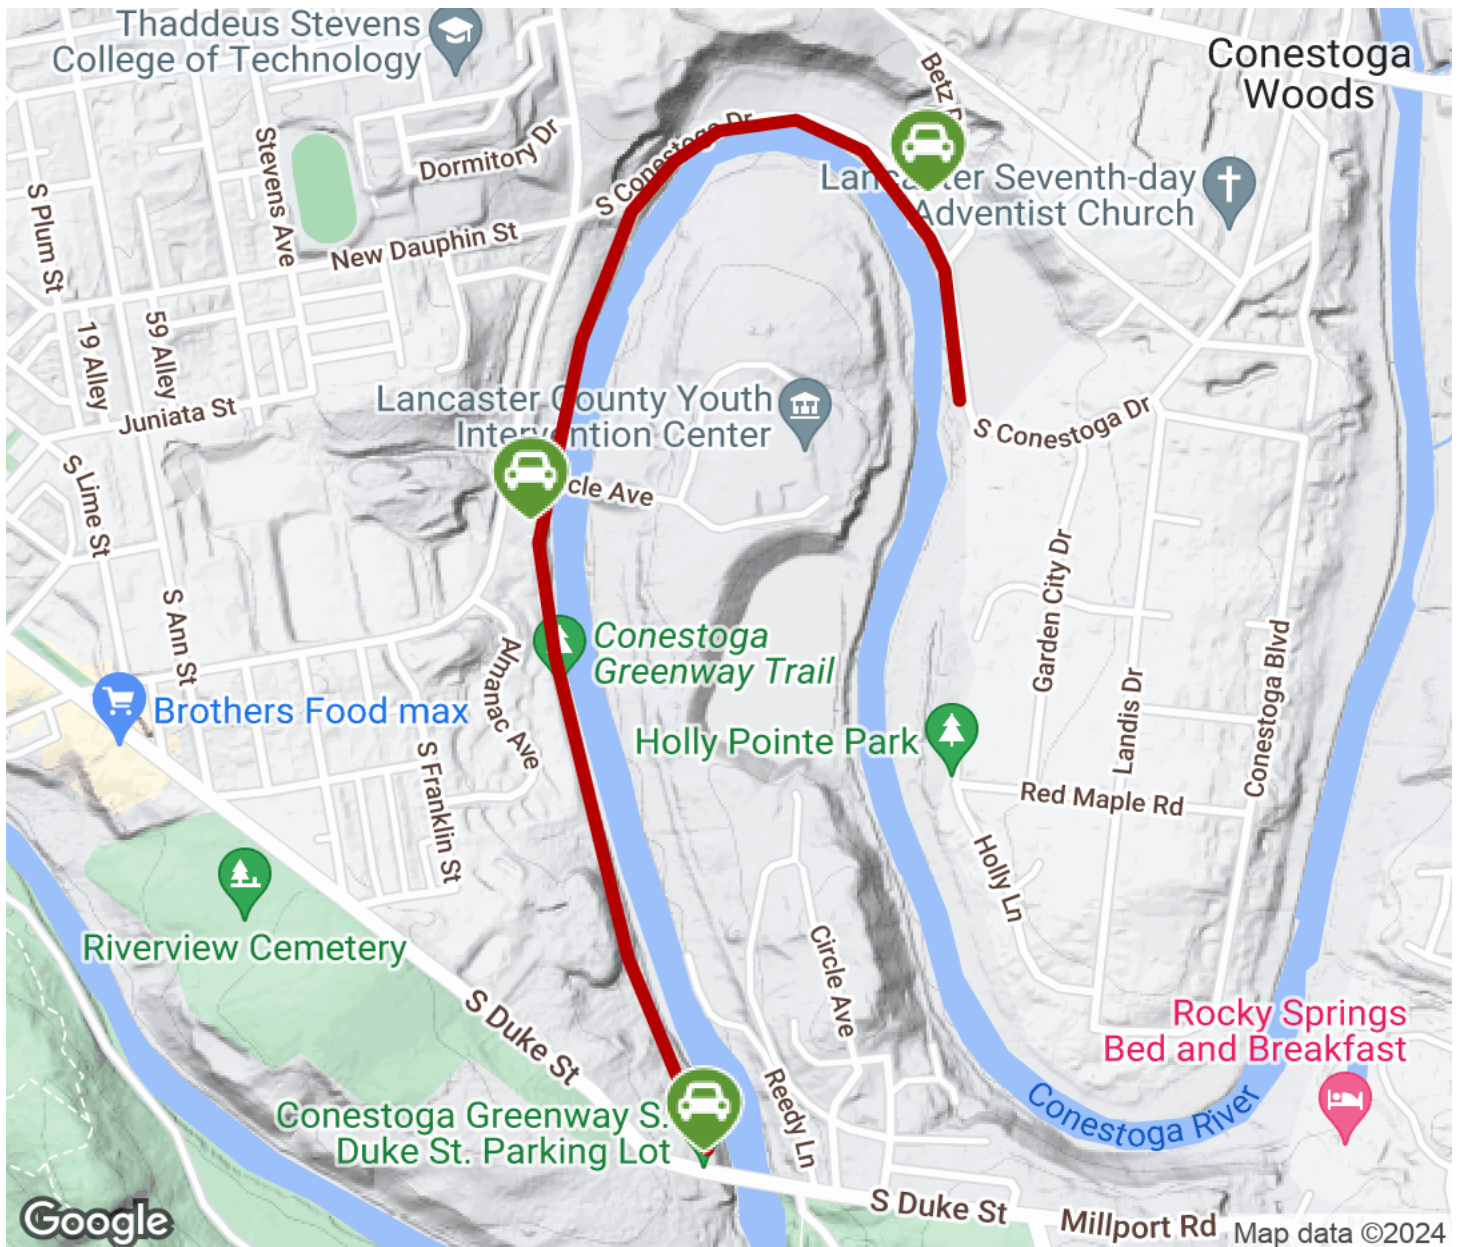 Thaddeus Stevens
College of Technology
Conestoga
Woods
Betz
Dormitory Dr
Stevens Ave
S Plum St
S Conestoga Dr
Lancaster Seventh-day
Adventist Church
New Dauphin St
19 Alley
59 Alley
Juniata St
Lancaster County Youth
Intervention Center
S Conestoga Dr
S Lime St
cle Ave
S Ann St
Garden City Dr
Conestoga
Greenway Trail
Almanac Ave
Landis Dr
Conestoga Blvd
Brothers Food max
Holly Pointe Park
S Franklin St
Red Maple Rd
Holly Ln
Riverview Cemetery
Circle Ave
S Duke St
Rocky Springs
Bed and Breakfast
Conestoga River
Reedy Ln
Conestoga Greenway S.
Duke St. Parking Lot
S Duke St
Millport Rd
Google
Map data ©2024